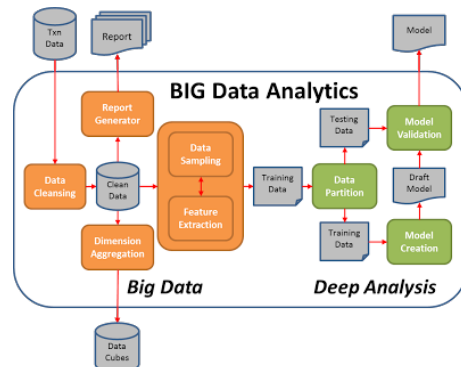 Txn
Data
Report
Model
BIG Data Analytics
Report
Generator
Data
Sampling
Testing
Data
Model
Validation
Data
Cleansing
Clean
Data
Training
Data
Data
Partition
Draft
Model
Feature
Extraction
Dimension
Aggregation
Training
Data
Model
Creation
Big Data
Deep Analysis
Data
Cubes